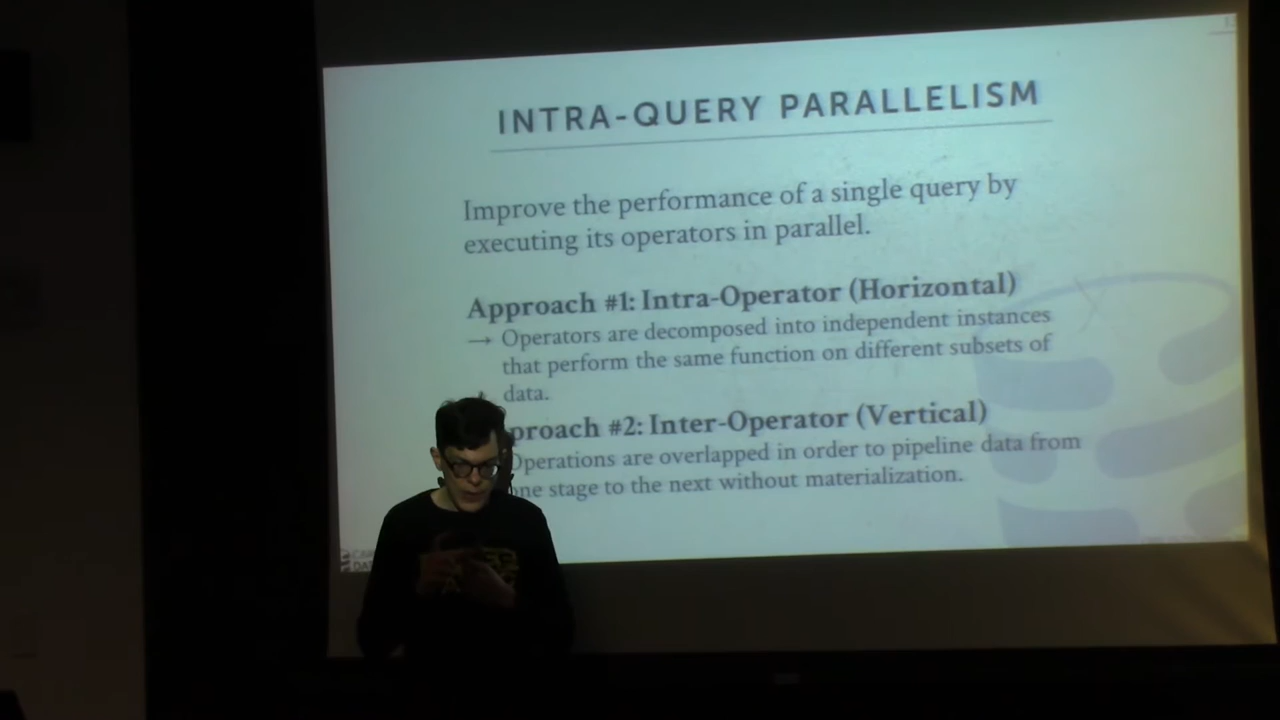 INTRA-QUERY PARALLELISM
Improve the performance of a single query by
executing its operators in parallel.
Approach #1: Intra-Operator (Horizontal)
→ Operators are decomposed into independent instances
that perform the same function on different subsets of
data.
proach #2: Inter-Operator (Vertical)
Operations are overlapped in order to pipeline data from
one stage to the next without materialization.